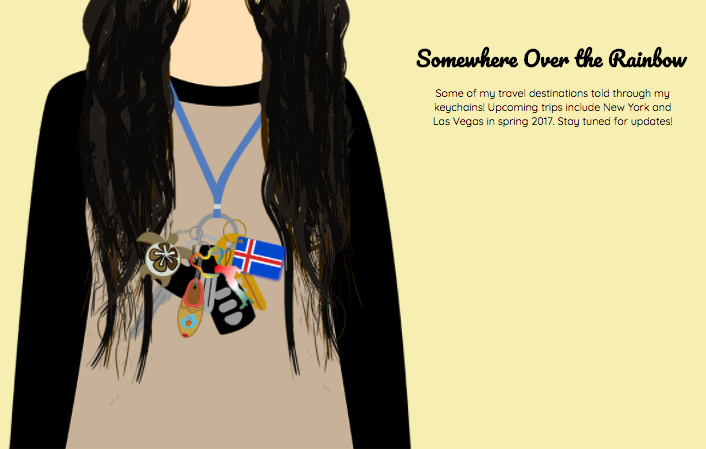 Somewhere Over the Rainbow
Some of my travel destinations told through my
keychains! Upcoming trips include New York and
Las Vegas in spring 2017. Stay tuned for updates!